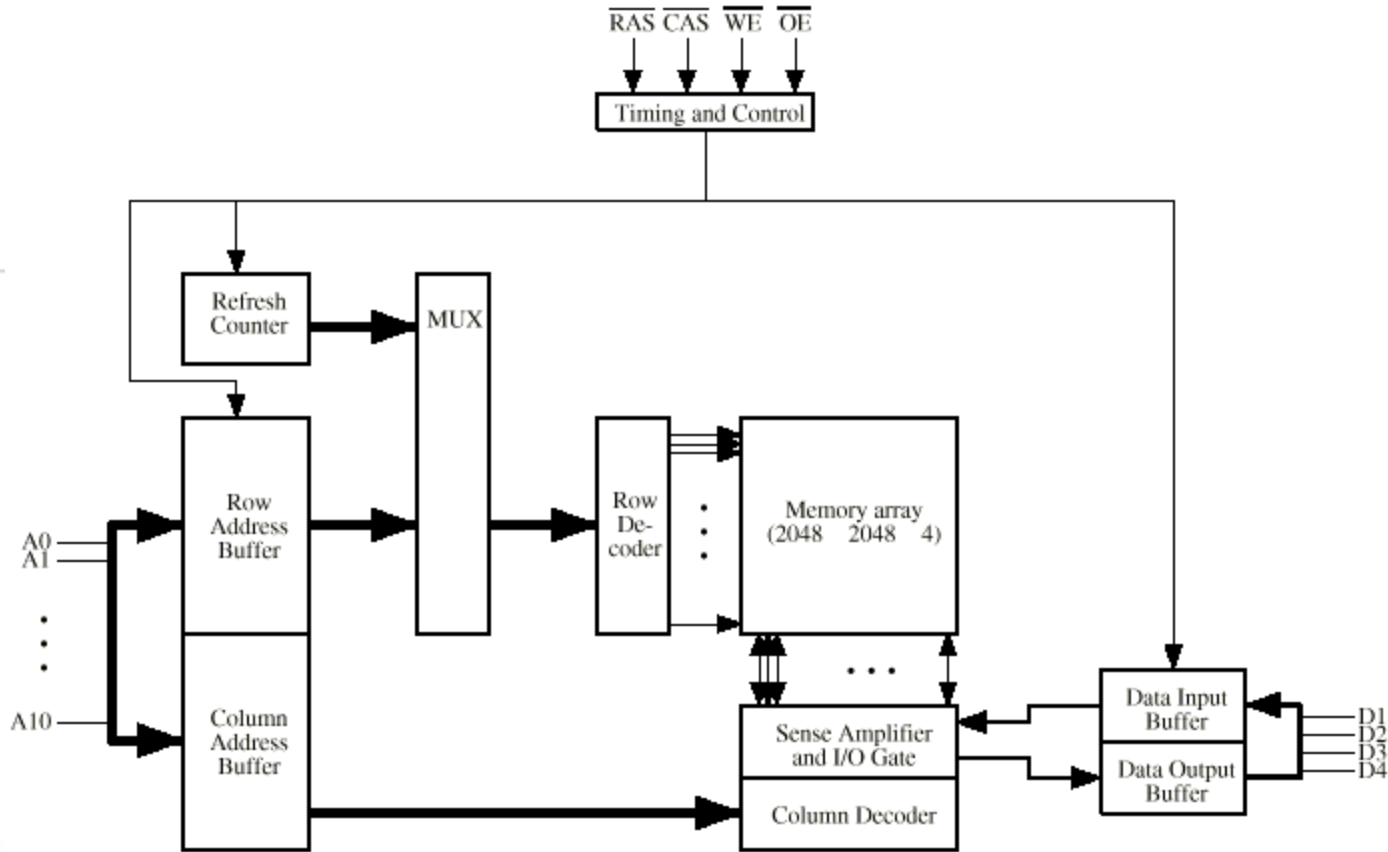 RAS CAS WE OE
Timing and Control
Refresh
Counter
MUX
Row
Address
Buffer
Row
De-
coder
Memory array
(2048 2048 4)
A0
A1
A10
Column
Address
Buffer
Sense Amplifier
and I/O Gate
Column Decoder
Data Input
Buffer
Data Output
Buffer
D1
D2
D3
D4